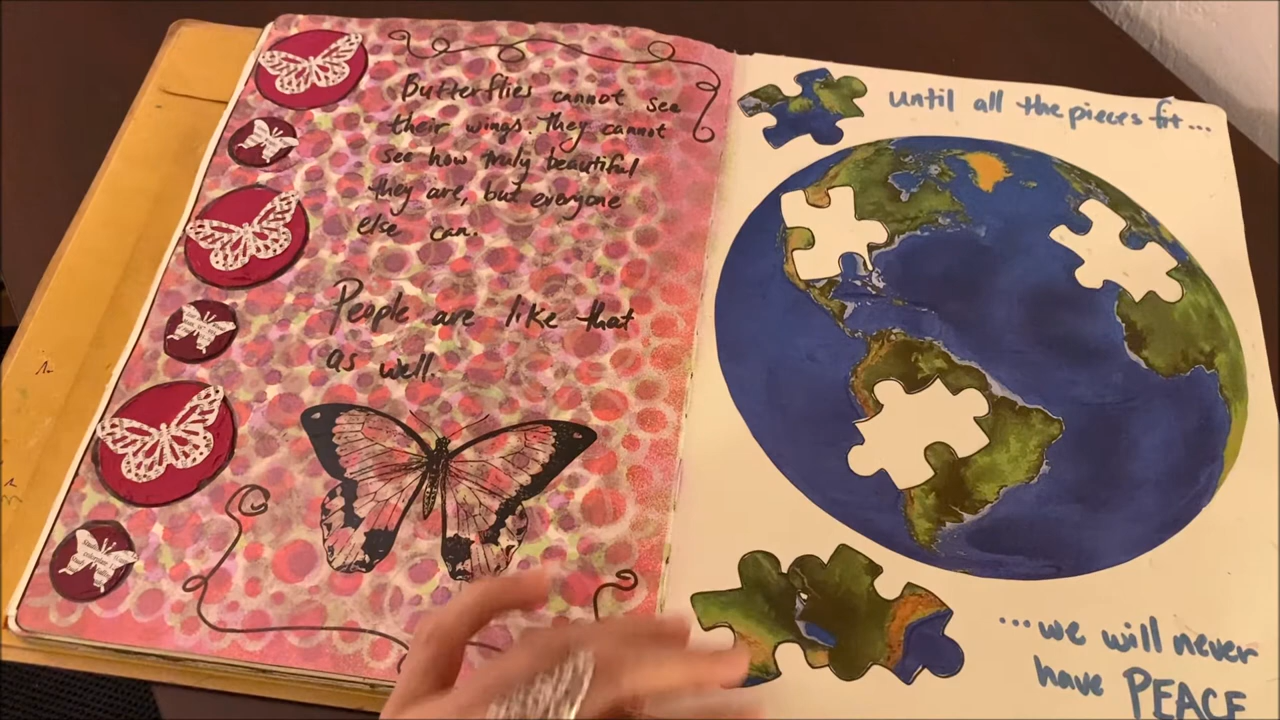 Butterflies cannot see
their wings. They cannot
see how truly beautiful
they are, but everyone
else can.
People are like that
as well.
until all the pieces fit...
...we will never
have PEACE